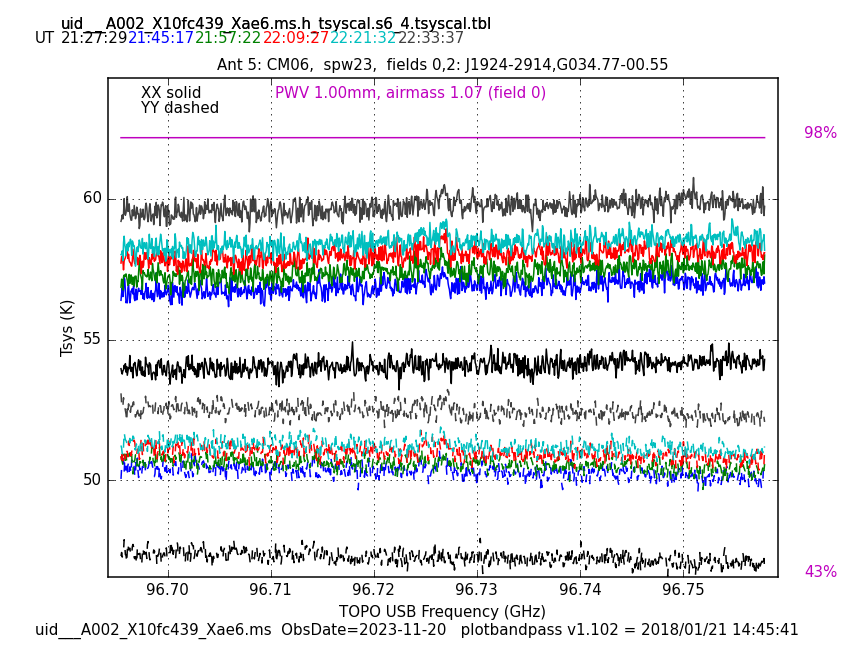 uid___A002_X10fc439_Xae6.ms.h_tsyscal.s6_4.tsyscal.tbl
UT 21:27:29 21:45:17 21:57:22 22:09:27 22:21:32 22:33:37
Ant 5: CM06,  spw23,  fields 0,2: J1924-2914,G034.77-00.55
XX solid PWV 1.00mm, airmass 1.07 (field 0)
YY dashed
98%
60
55
50
Tsys (K)
43%
96.70 96.71 96.72 96.73 96.74 96.75
TOPO USB Frequency (GHz)
uid___A002_X10fc439_Xae6.ms  ObsDate=2023-11-20   plotbandpass v1.102 = 2018/01/21 14:45:41